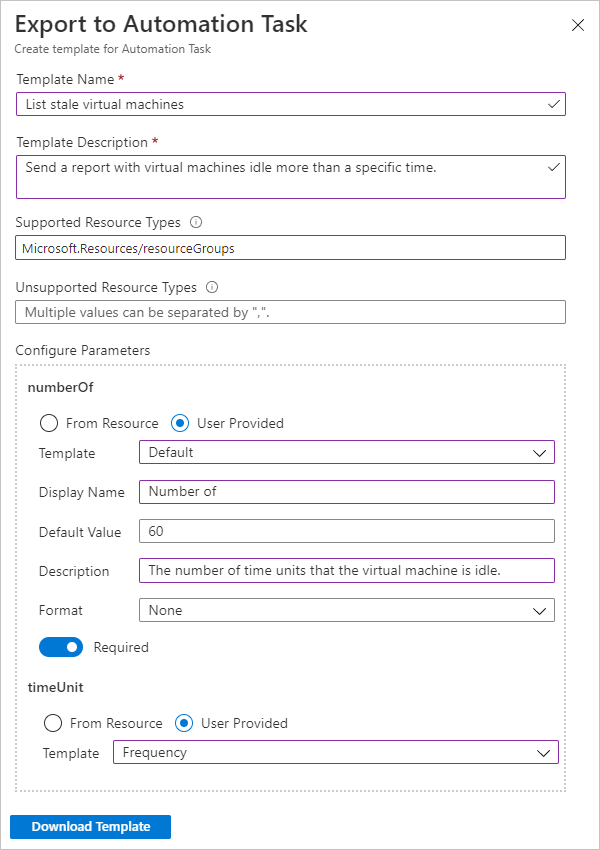 Export to Automation Task
Create template for Automation Task
Template Name *
List stale virtual machines
Template Description *
Send a report with virtual machines idle more than a specific time.
Supported Resource Types
Microsoft.Resources/resourceGroups
Unsupported Resource Types
Multiple values can be separated by ",".
Configure Parameters
numberOf
From Resource User Provided
Template Default
Display Name Number of
Default Value 60
Description The number of time units that the virtual machine is idle.
Format None
Required
timeUnit
From Resource User Provided
Template Frequency
Download Template